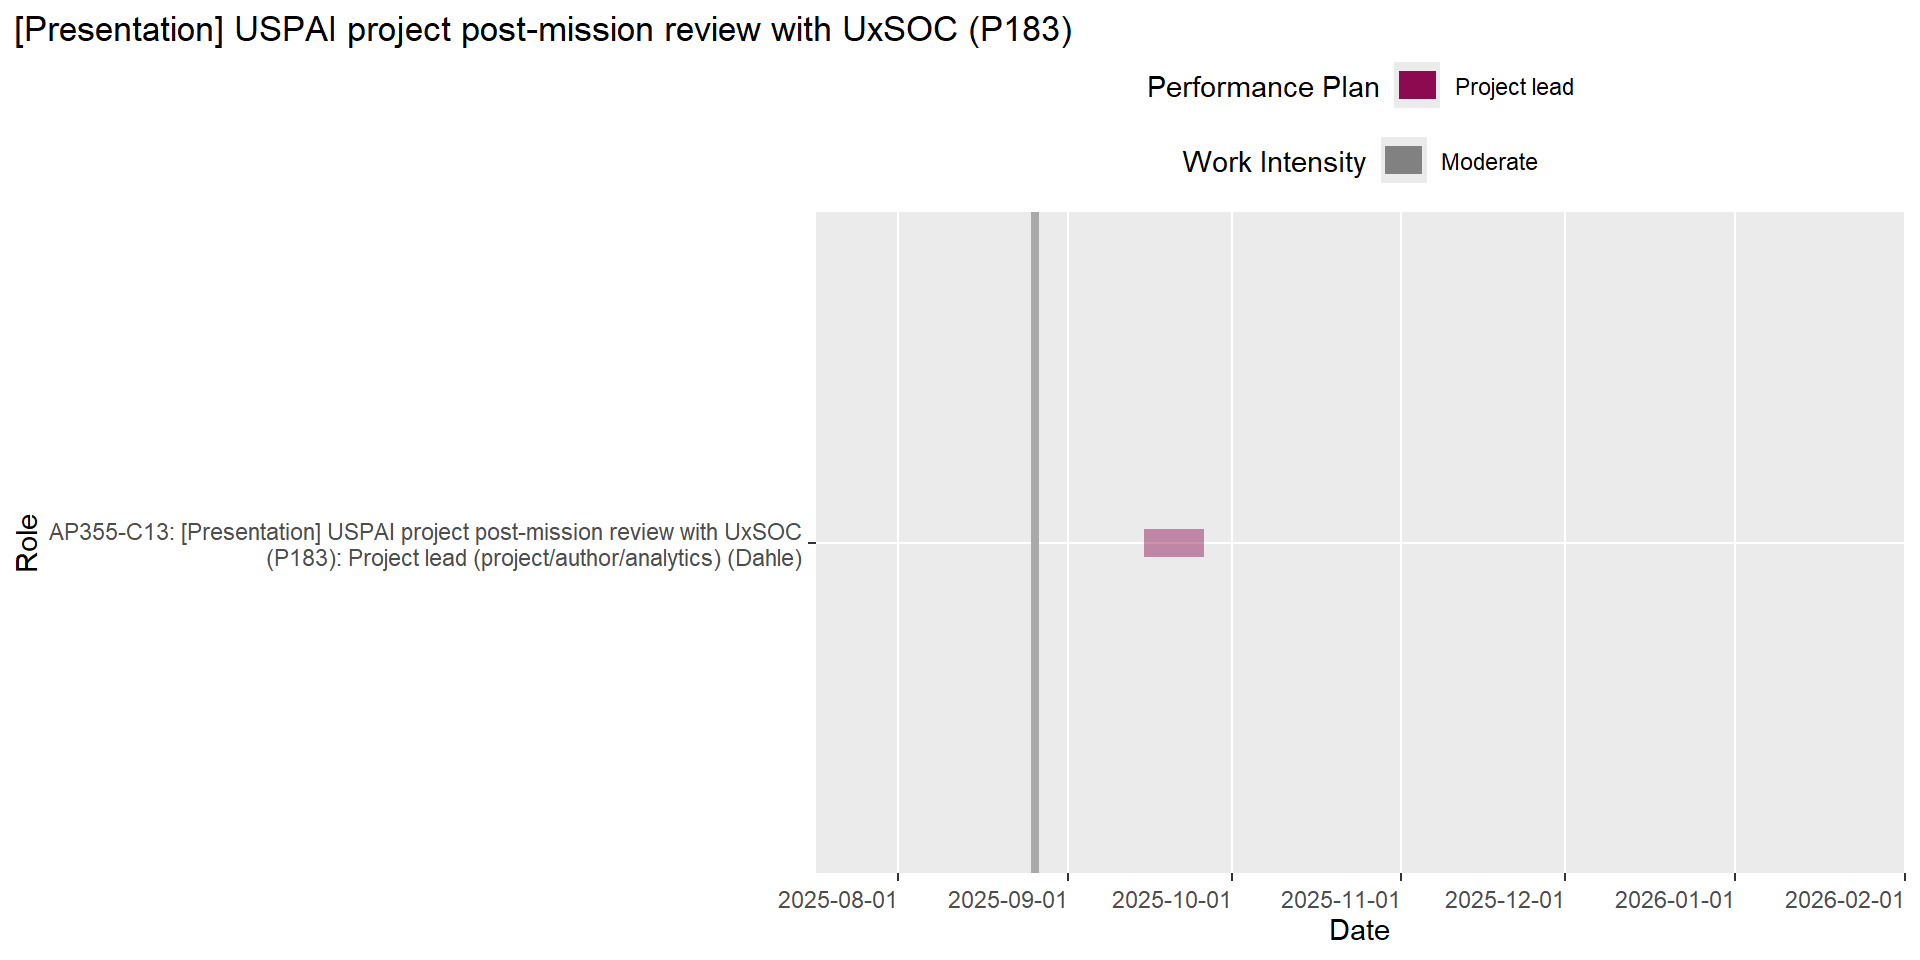 [Presentation] USPAI project post-mission review with UxSOC (P183)
Performance Plan
Project lead
Work Intensity
Moderate
Role
AP355-C13: [Presentation] USPAI project post-mission review with UxSOC
(P183): Project lead (project/author/analytics) (Dahle)
2025-08-01
2025-09-01
2025-10-01
2025-11-01
2025-12-01
2026-01-01
2026-02-01
Date